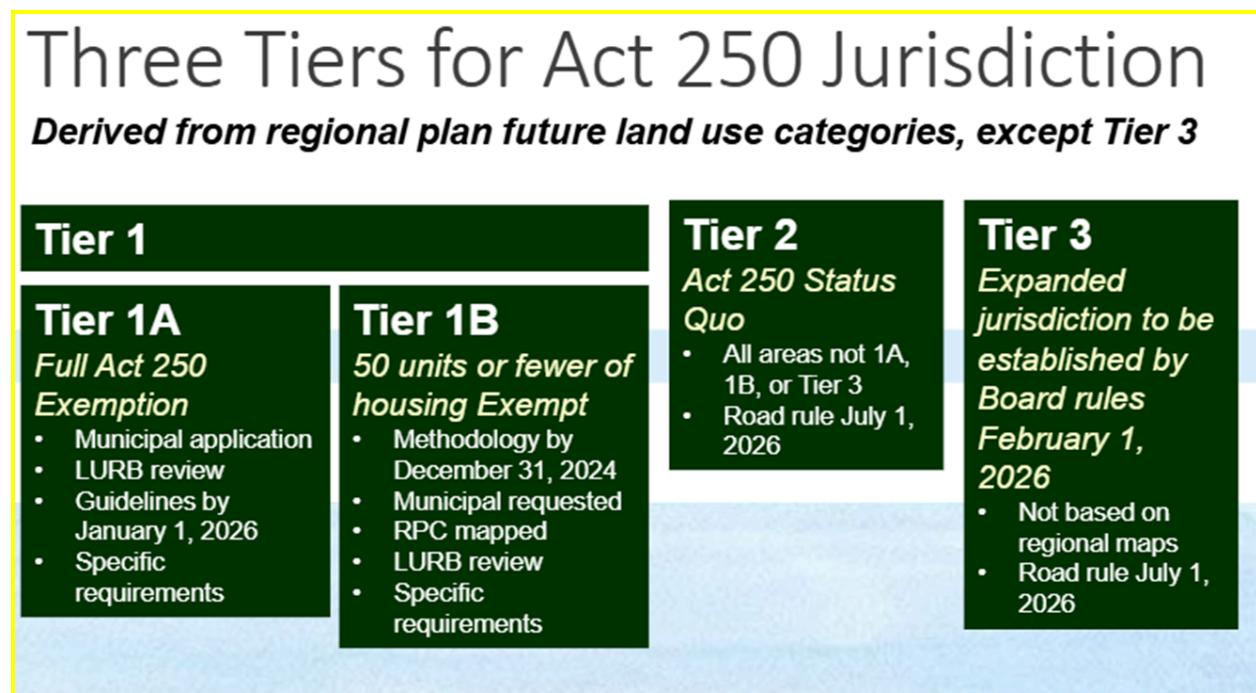 Three Tiers for Act 250 Jurisdiction
Derived from regional plan future land use categories, except Tier 3
Tier 1
Tier 1A
Full Act 250
Exemption
• Municipal application
• LURB review
• Guidelines by
January 1, 2026
• Specific
requirements
Tier 1B
50 units or fewer of
housing Exempt
• Methodology by
December 31, 2024
• Municipal requested
• RPC mapped
• LURB review
• Specific
requirements
Tier 2
Act 250 Status
Quo
• All areas not 1A,
1B, or Tier 3
• Road rule July 1,
2026
Tier 3
Expanded
jurisdiction to be
established by
Board rules
February 1,
2026
• Not based on
regional maps
• Road rule July 1,
2026